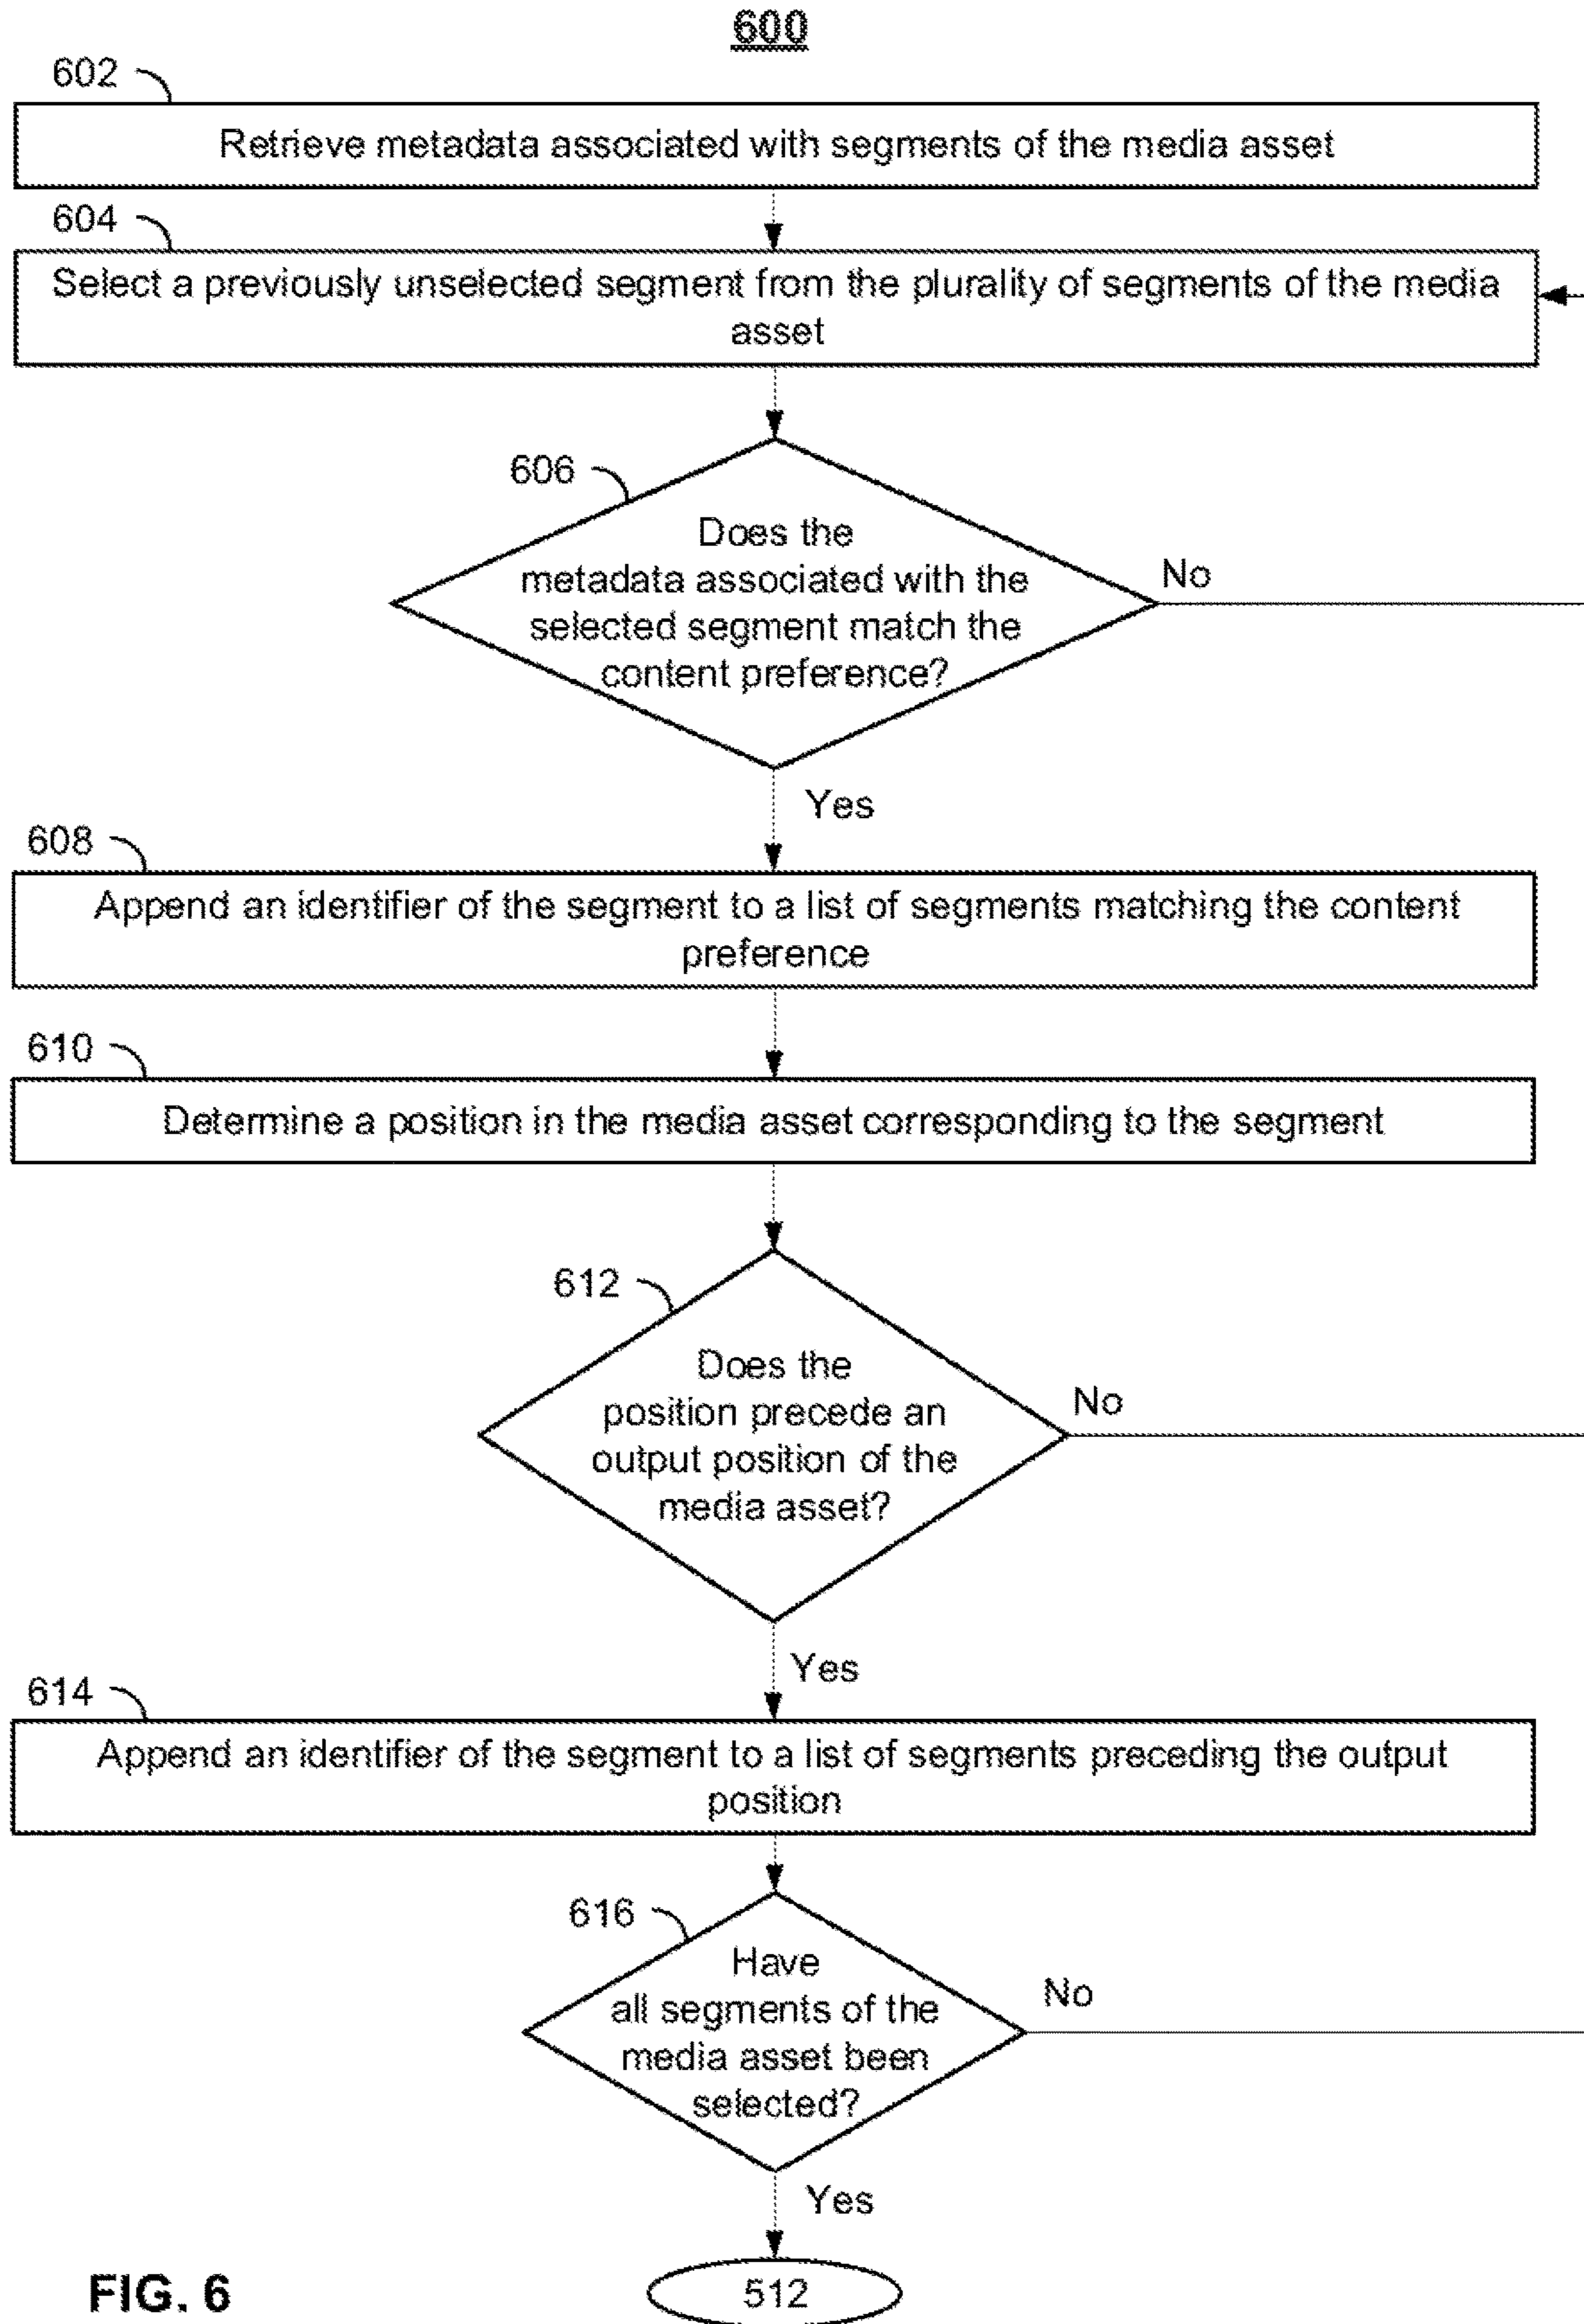 600
602
Retrieve metadata associated with segments of the media asset
604
Select a previously unselected segment from the plurality of segments of the media
asset
606
Does the
metadata associated with the
selected segment match the
content preference?
No
Yes
608
Append an identifier of the segment to a list of segments matching the content
preference
610
Determine a position in the media asset corresponding to the segment
612
Does the
position precede an
output position of the
media asset?
No
Yes
614
Append an identifier of the segment to a list of segments preceding the output
position
616
Have
all segments of the
media asset been
selected?
No
Yes
512
FIG. 6